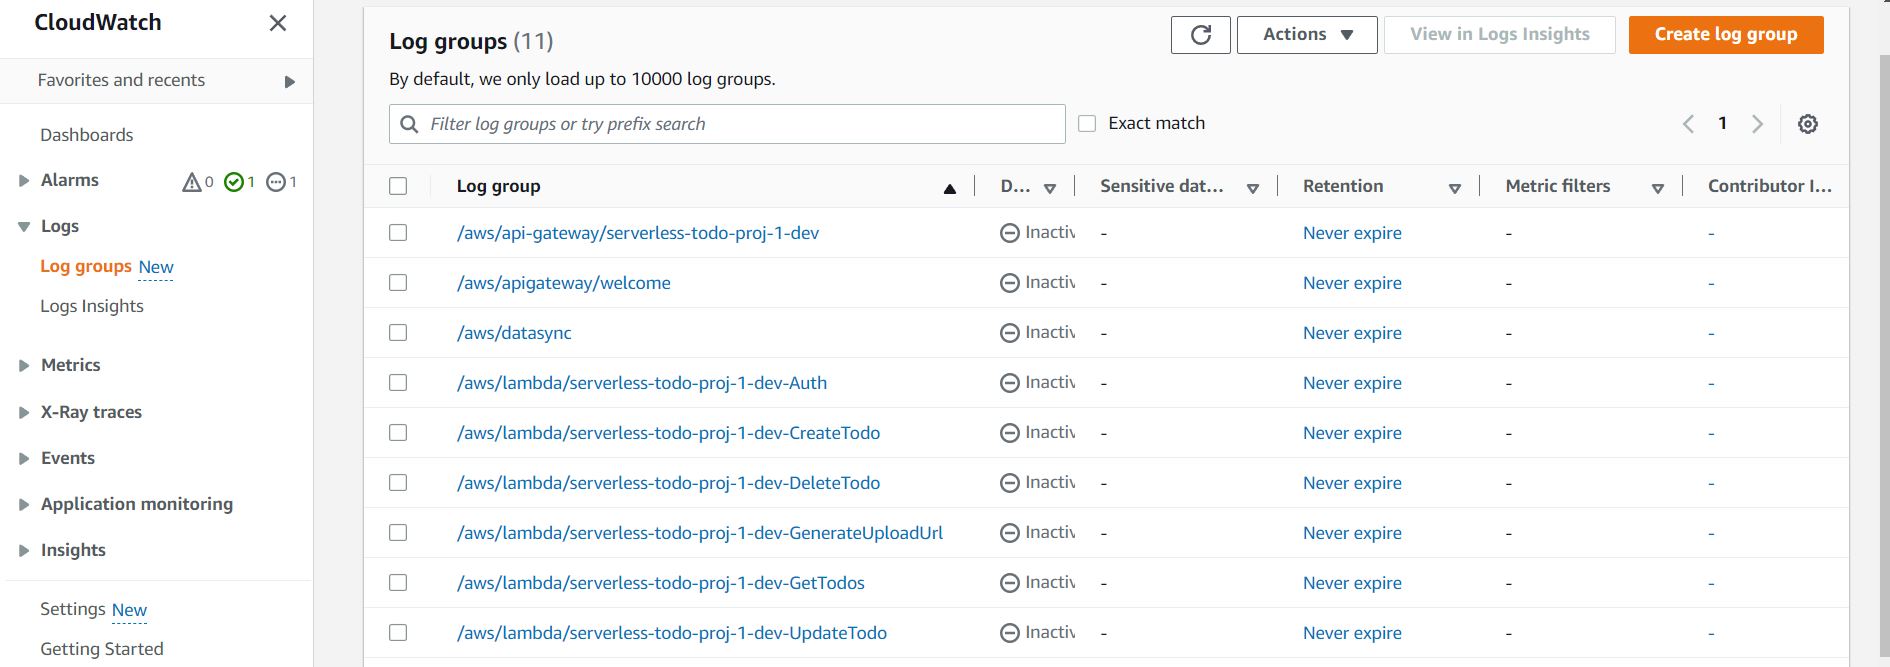 CloudWatch
Favorites and recents
Dashboards
Alarms 0 1 1
Logs
Log groups New
Logs Insights
Metrics
X-Ray traces
Events
Application monitoring
Insights
Settings New
Getting Started
Log groups (11)
Actions
View in Logs Insights
Create log group
By default, we only load up to 10000 log groups.
Filter log groups or try prefix search
Exact match
1
Log group D... Sensitive dat... Retention Metric filters Contributor I...
/aws/api-gateway/serverless-todo-proj-1-dev Inactiv - Never expire - -
/aws/apigateway/welcome Inactiv - Never expire - -
/aws/datasync Inactiv - Never expire - -
/aws/lambda/serverless-todo-proj-1-dev-Auth Inactiv - Never expire - -
/aws/lambda/serverless-todo-proj-1-dev-CreateTodo Inactiv - Never expire - -
/aws/lambda/serverless-todo-proj-1-dev-DeleteTodo Inactiv - Never expire - -
/aws/lambda/serverless-todo-proj-1-dev-GenerateUploadUrl Inactiv - Never expire - -
/aws/lambda/serverless-todo-proj-1-dev-GetTodos Inactiv - Never expire - -
/aws/lambda/serverless-todo-proj-1-dev-UpdateTodo Inactiv - Never expire - -